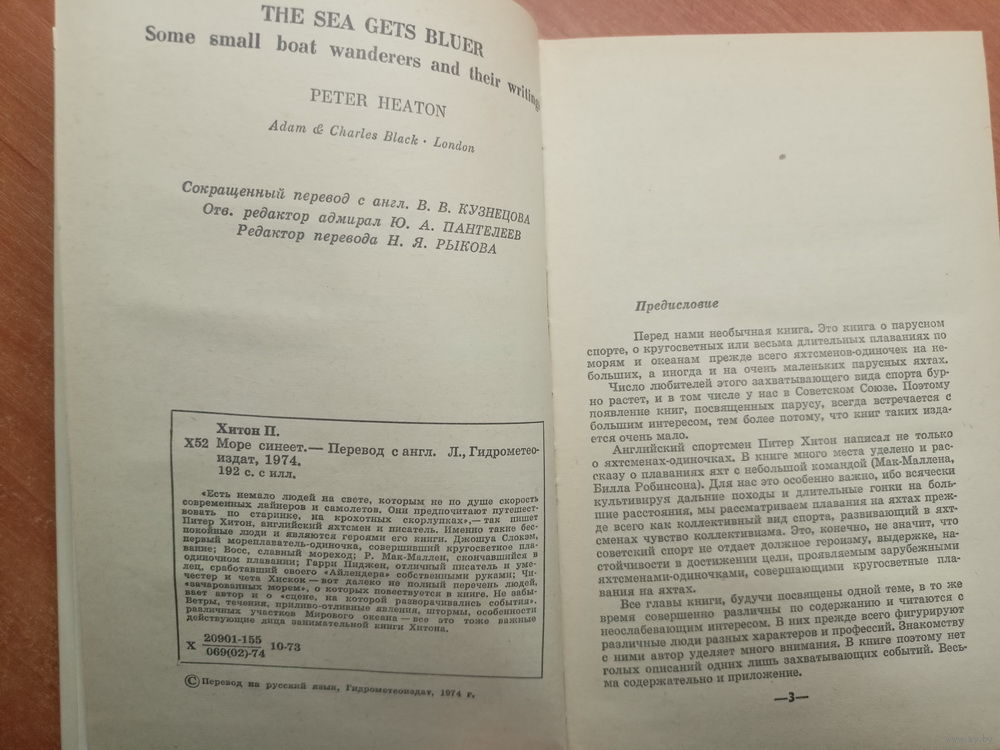 THE SEA GETS BLUER
Some small boat wanderers and their writings
PETER HEATON
Adam & Charles Black · London
Сокращенный перевод с англ. В. В. КУЗНЕЦОВА
Отв. редактор адмирал Ю. А. ПАНТЕЛЕЕВ
Редактор перевода Н. Я. РЫКОВА
Хитон П.
Х52 Море синеет.— Перевод с англ. Л., Гидрометео-
издат, 1974.
192 с. с илл.
«Есть немало людей на свете, которым не по душе скорость
современных лайнеров и самолетов. Они предпочитают путешест-
вовать по старинке, на крохотных скорлупках»,— так пишет
Питер Хитон, английский яхтсмен и писатель. Именно такие бес-
покойные люди и являются героями его книги. Джошуа Слокэм,
первый мореплаватель-одиночка, совершивший кругосветное пла-
вание; Восс, славный мореход; Р. Мак-Маллен, скончавшийся в
одиночном плавании; Гарри Пиджен, отличный писатель и уме-
лец, сработавший своего «Айлендера» собственными руками; Чи-
честер и чета Хискок — вот далеко не полный перечень людей,
«зачарованных морем», о которых повествуется в книге. Не забы-
вает автор и о «сцене, на которой разворачивались события».
Ветры, течения, приливо-отливные явления, штормы, особенности
различных участков Мирового океана — все это тоже важные
действующие лица занимательной книги Хитона.
Х 20901-155 10-73
069(02)-74
© Перевод на русский язык, Гидрометеоиздат, 1974 г.
Предисловие
Перед нами необычная книга. Это книга о парусном
спорте, о кругосветных или весьма длительных плаваниях по
морям и океанам прежде всего яхтсменов-одиночек на не-
больших, а иногда и на очень маленьких парусных яхтах.
Число любителей этого захватывающего вида спорта бур-
но растет, и в том числе у нас в Советском Союзе. Поэтому
появление книг, посвященных парусу, всегда встречается с
большим интересом, тем более потому, что книг таких изда-
ется очень мало.
Английский спортсмен Питер Хитон написал не только
о яхтсменах-одиночках. В книге много места уделено и рас-
сказу о плаваниях яхт с небольшой командой (Мак-Маллена,
Билла Робинсона). Для нас это особенно важно, ибо всячески
культивируя дальние походы и длительные гонки на боль-
шие расстояния, мы рассматриваем плавания на яхтах преж-
де всего как коллективный вид спорта, развивающий в яхт-
сменах чувство коллективизма. Это, конечно, не значит, что
советский спорт не отдает должное героизму, выдержке, на-
стойчивости в достижении цели, проявляемым зарубежными
яхтсменами-одиночками, совершающими кругосветные пла-
вания на яхтах.
Все главы книги, будучи посвящены одной теме, в то же
время совершенно различны по содержанию и читаются с
неослабевающим интересом. В них прежде всего фигурируют
различные люди разных характеров и профессий. Знакомству
с ними автор уделяет много внимания. В книге поэтому нет
голых описаний одних лишь захватывающих событий. Весь-
ма содержательно и приложение.
—3—